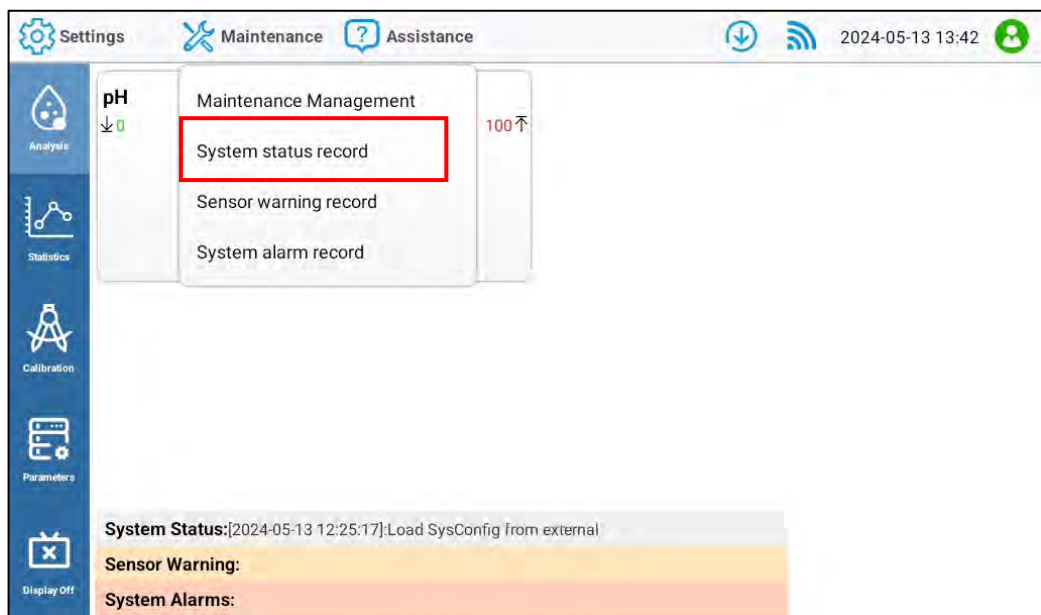 Settings Maintenance ? Assistance 2024-05-13 13:42
Analysis
Statistics
Calibration
Parameters
Display Off
pH
0
100
Maintenance Management
System status record
Sensor warning record
System alarm record
System Status:[2024-05-13 12:25:17]:Load SysConfig from external
Sensor Warning:
System Alarms: